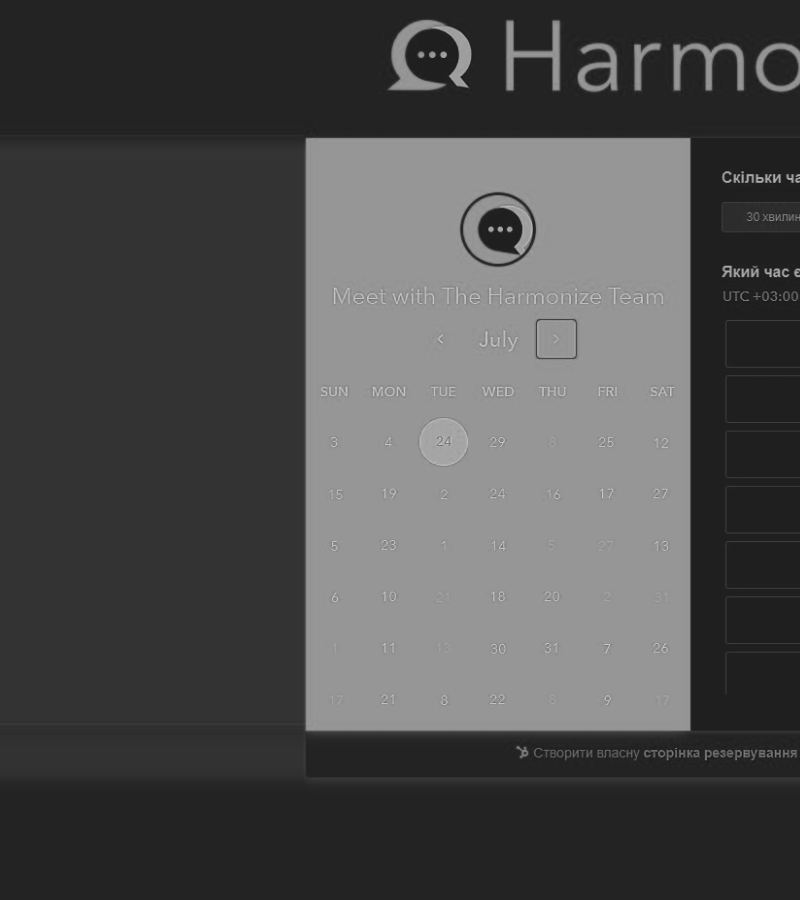 Harmo
Meet with The Harmonize Team
July
SUN MON TUE WED THU FRI SAT
3 4 24 29 8 25 12
15 19 2 24 16 17 27
5 23 1 14 5 27 13
6 10 21 18 20 2 31
1 11 13 30 31 7 26
17 21 8 22 8 9 17
Скільки ча
30 хвилин
Який час є
UTC +03:00
Створити власну сторінка резервування